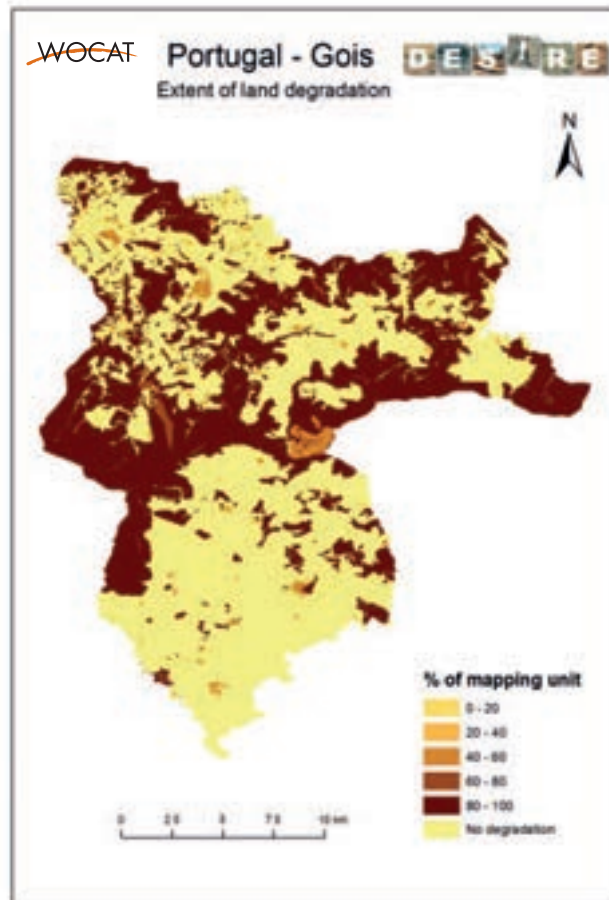 WOCAT
Portugal - Gois
DESIRE
Extent of land degradation
N
% of mapping unit
0 - 20
20 - 40
40 - 60
60 - 80
80 - 100
No degradation
0 2.5 5 7.5 10 km